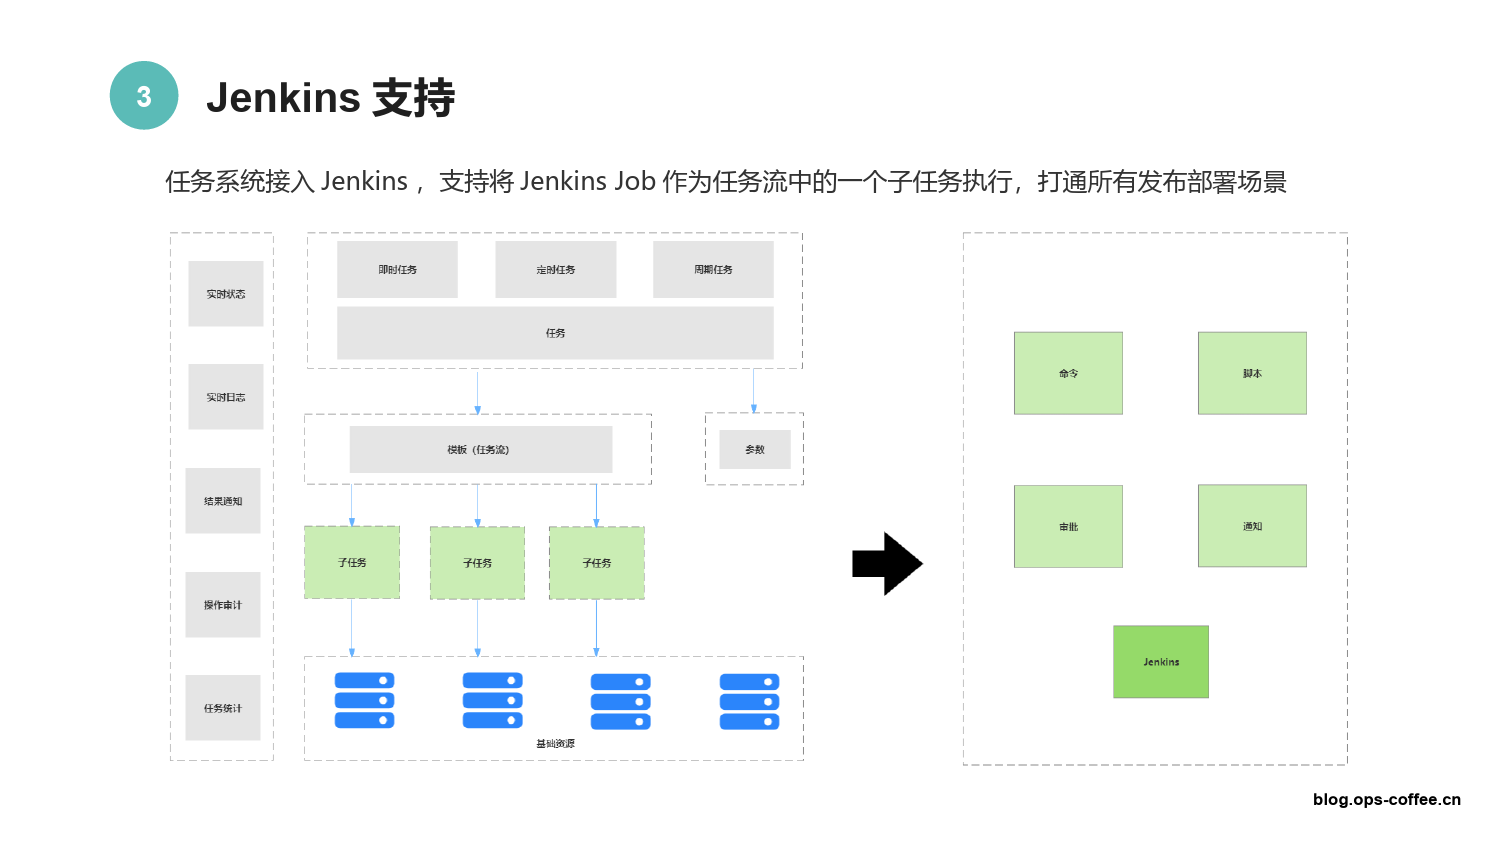 3
Jenkins 支持
任务系统接入 Jenkins ，支持将 Jenkins Job 作为任务流中的一个子任务执行，打通所有发布部署场景
实时状态
实时日志
结果通知
操作审计
任务统计
即时任务
定时任务
周期任务
任务
模板（任务流）
参数
子任务
子任务
子任务
基础资源
命令
脚本
审批
通知
Jenkins
blog.ops-coffee.cn